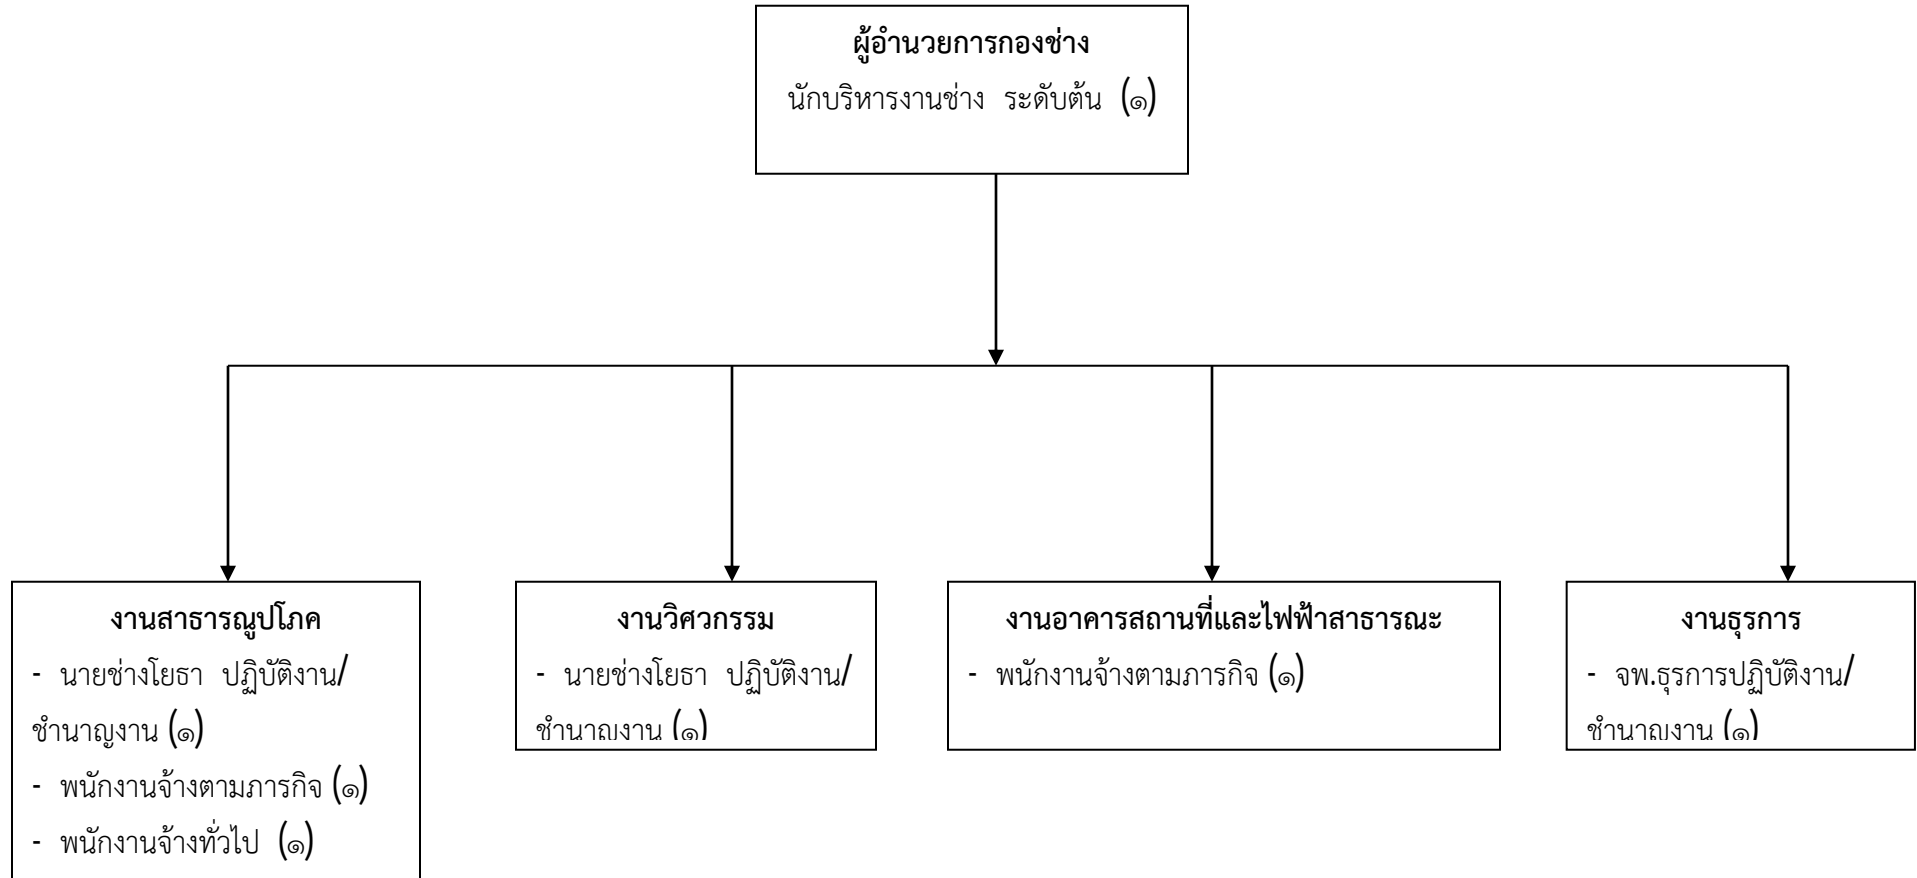 ผู้อำนวยการกองช่าง
นักบริหารงานช่าง ระดับต้น (๑)
งานสาธารณูปโภค
- นายช่างโยธา ปฏิบัติงาน/
ชำนาญงาน (๑)
- พนักงานจ้างตามภารกิจ (๑)
- พนักงานจ้างทั่วไป (๑)
งานวิศวกรรม
- นายช่างโยธา ปฏิบัติงาน/
ชำนาญงาน (๑)
งานอาคารสถานที่และไฟฟ้าสาธารณะ
- พนักงานจ้างตามภารกิจ (๑)
งานธุรการ
- จพ.ธุรการปฏิบัติงาน/
ชำนาญงาน (๑)